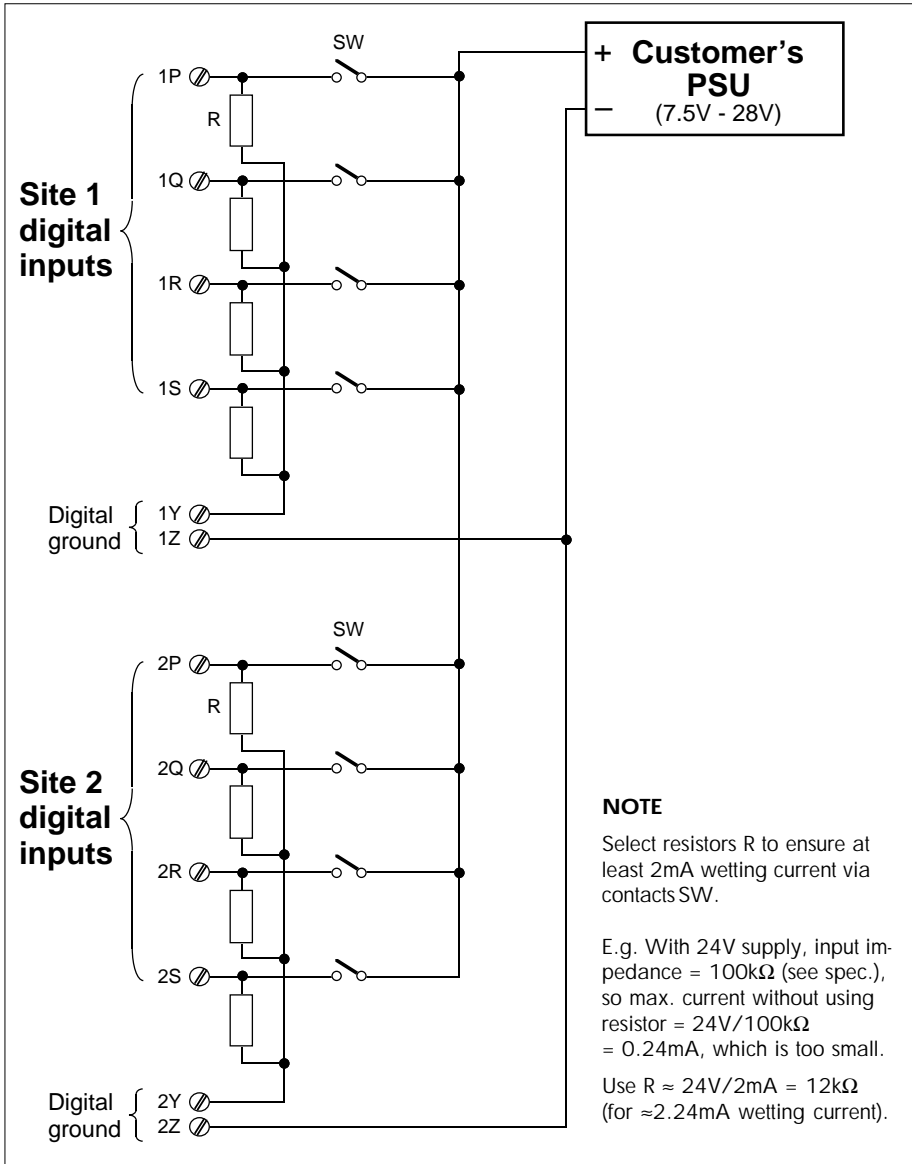 SW
1P
R
1Q
Site 1
digital
inputs
1R
1S
Digital
ground
1Y
1Z
+ Customer's
PSU
– (7.5V - 28V)
SW
2P
R
2Q
Site 2
digital
inputs
2R
2S
Digital
ground
2Y
2Z
NOTE
Select resistors R to ensure at
least 2mA wetting current via
contacts SW.
E.g. With 24V supply, input im-
pedance = 100kΩ (see spec.),
so max. current without using
resistor = 24V/100kΩ
= 0.24mA, which is too small.
Use R ≈ 24V/2mA = 12kΩ
(for ≈2.24mA wetting current).